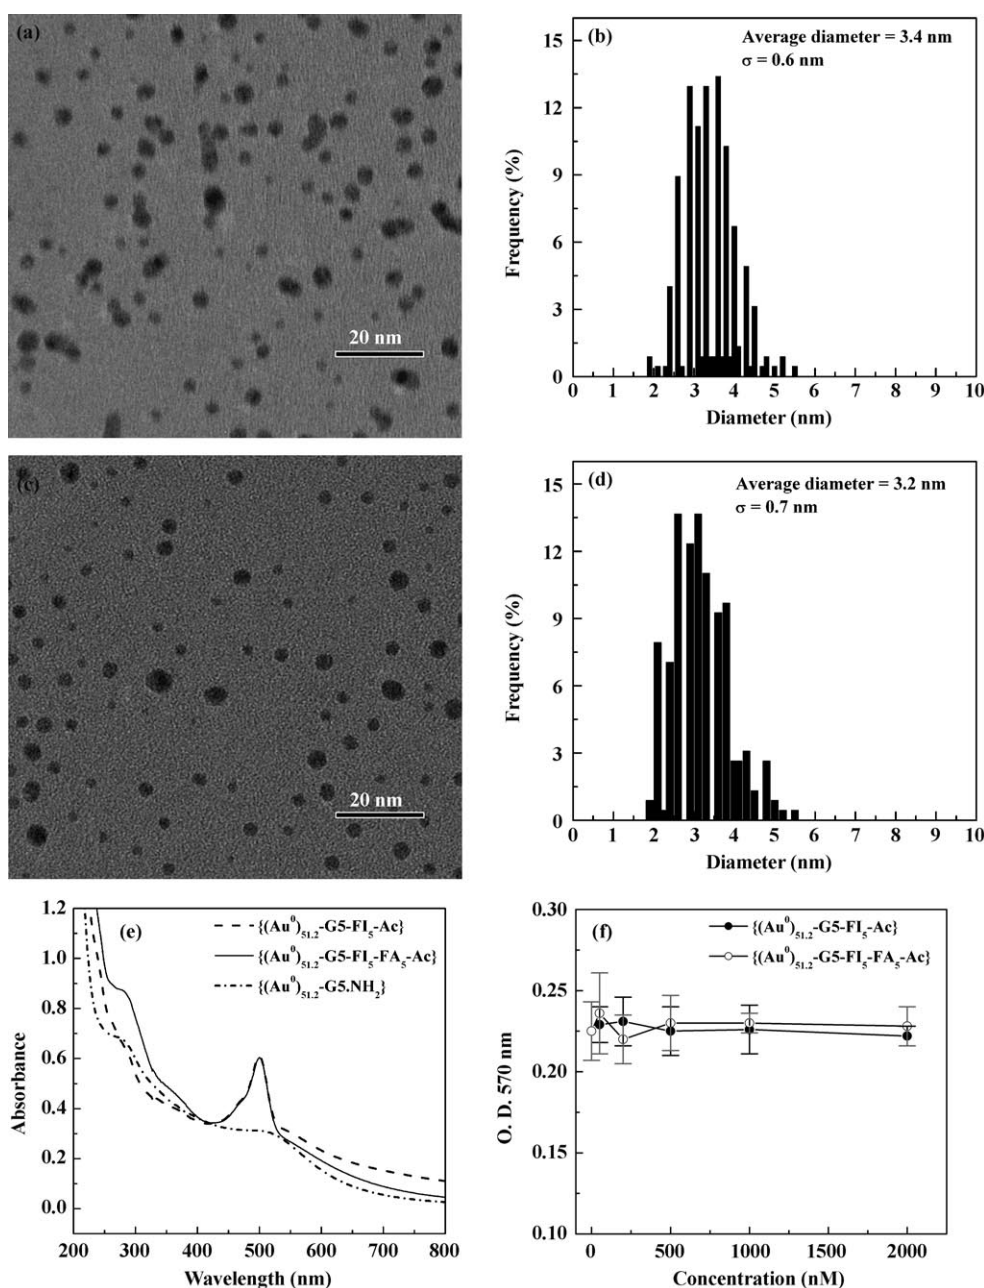 (a)
20 nm
(b)
Average diameter = 3.4 nm
σ = 0.6 nm
15
12
9
6
3
0
Frequency (%)
0 1 2 3 4 5 6 7 8 9 10
Diameter (nm)
(c)
20 nm
(d)
Average diameter = 3.2 nm
σ = 0.7 nm
15
12
9
6
3
0
Frequency (%)
0 1 2 3 4 5 6 7 8 9 10
Diameter (nm)
(e)
{(Au⁰)₅₁.₂-G5-FI₅-Ac}
{(Au⁰)₅₁.₂-G5-FI₅-FA₅-Ac}
{(Au⁰)₅₁.₂-G5.NH₂}
1.2
1.0
0.8
0.6
0.4
0.2
0.0
Absorbance
200 300 400 500 600 700 800
Wavelength (nm)
(f)
{(Au⁰)₅₁.₂-G5-FI₅-Ac}
{(Au⁰)₅₁.₂-G5-FI₅-FA₅-Ac}
0.30
0.25
0.20
0.15
0.10
O. D. 570 nm
0 500 1000 1500 2000
Concentration (nM)